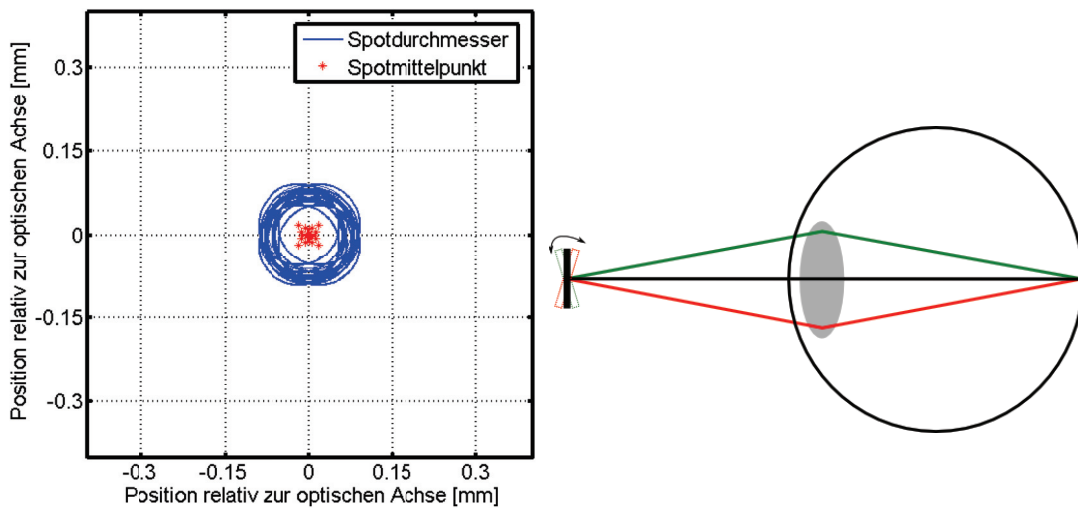 Spotdurchmesser
Spotmittelpunkt
Position relativ zur optischen Achse [mm]
0.3
0.15
0
-0.15
-0.3
-0.3 -0.15 0 0.15 0.3
Position relativ zur optischen Achse [mm]